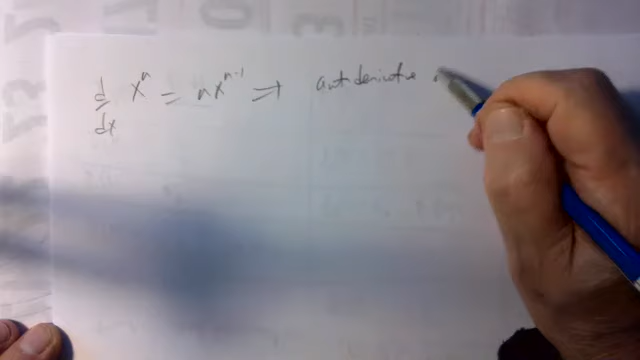 d/dx x^n = nx^{n-1} ⇒ antiderivative